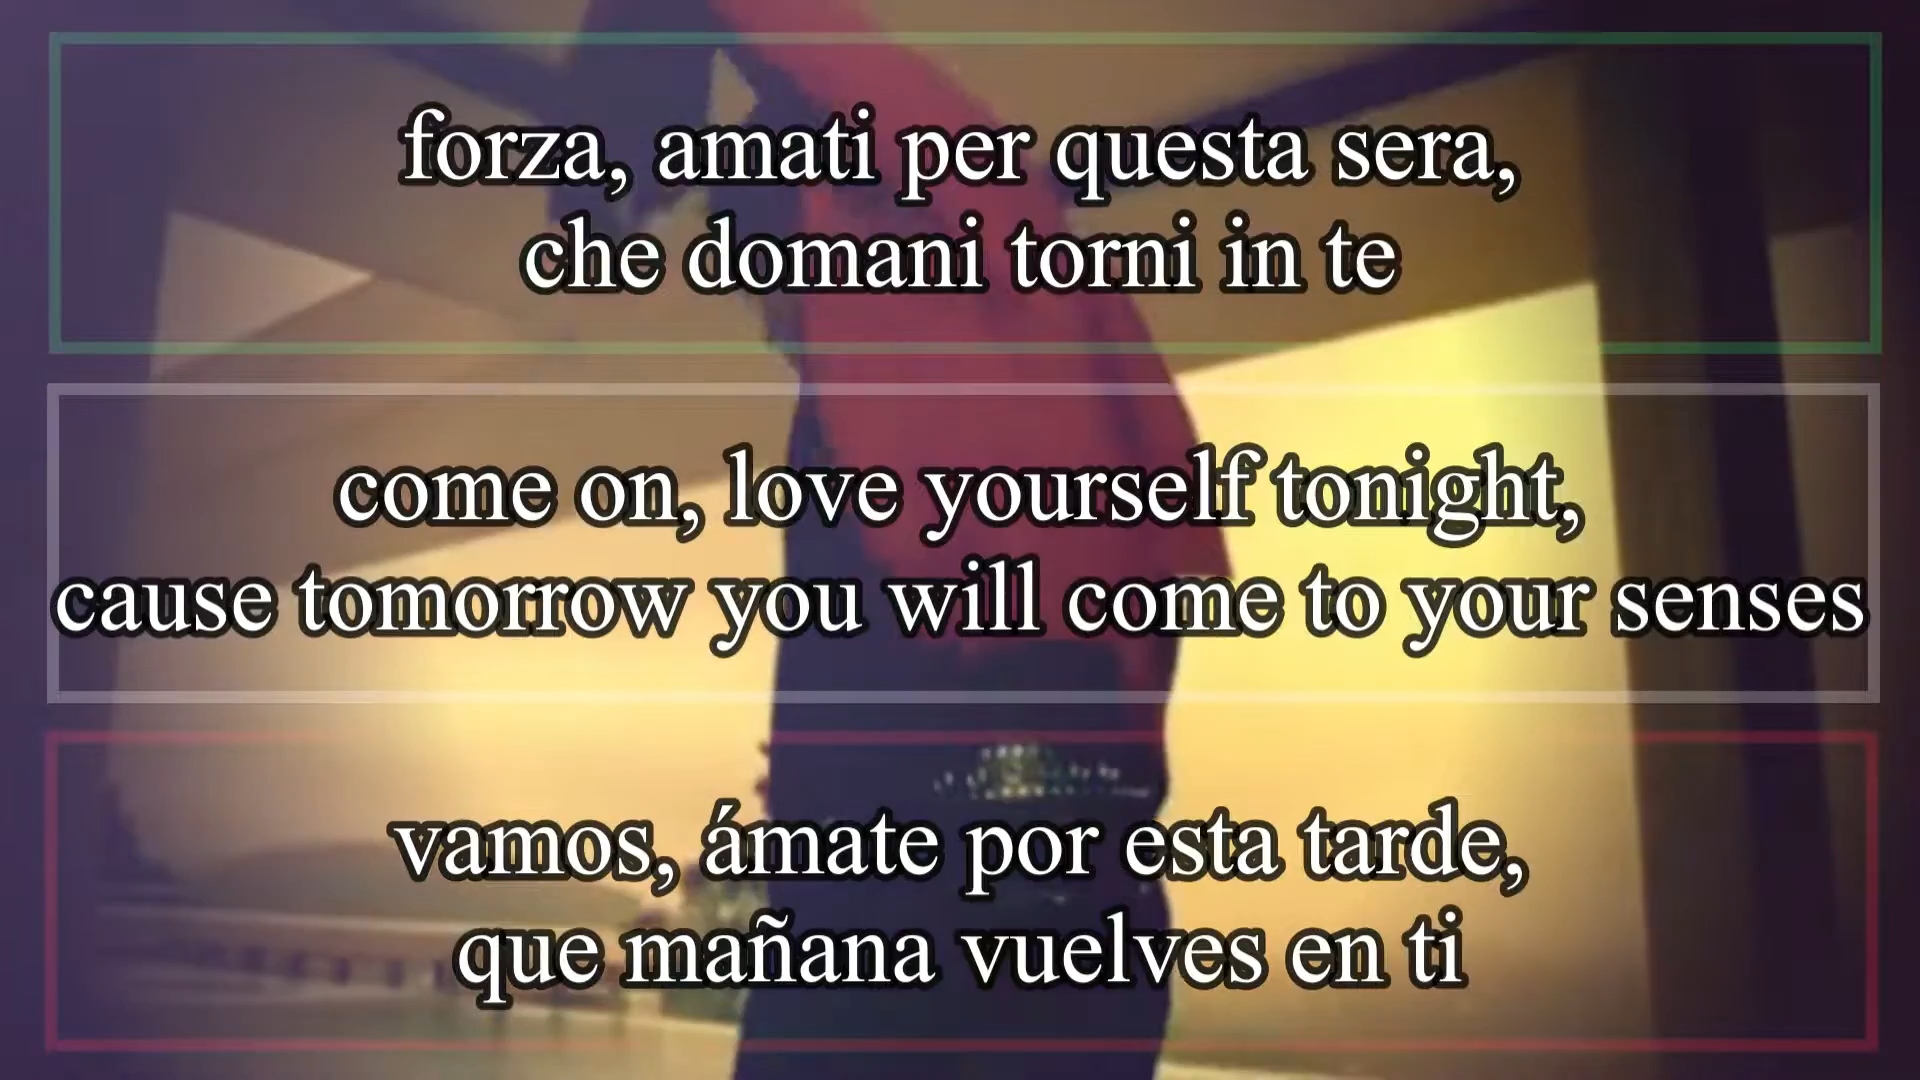 forza, amati per questa sera,
che domani torni in te
come on, love yourself tonight,
cause tomorrow you will come to your senses
vamos, ámate por esta tarde,
que mañana vuelves en ti